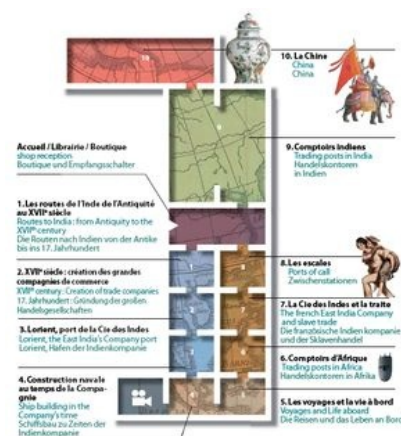 10. La Chine
China
China
9. Comptoirs indiens
Trading posts in India
Handelskontoren
in Indien
Accueil / Librairie / Boutique
shop reception
Boutique und Empfangsschalter
1. Les routes de l'Inde de l'Antiquité
au XVIIe siècle
Routes to India : from Antiquity to the
XVIIth century
Die Routen nach Indien von der Antike
bis ins 17. Jahrhundert
2. XVIIe siècle : création des grandes
compagnies de commerce
XVIIth century : Creation of trade companies
17. Jahrhundert : Gründung der großen
Handelsgesellschaften
3. Lorient, port de la Cie des Indes
Lorient, the East India's Company port
Lorient, Hafen der Indienkompanie
4. Construction navale
au temps de la Compa-
gnie
Ship building in the
Company's time
Schiffsbau zu Zeiten der
Indienkompanie
8. Les escales
Ports of call
Zwischenstationen
7. La Cie des Indes et la traite
The french East India Company
and slave trade
Die französische Indien kompanie
und der Sklavenhandel
6. Comptoirs d'Afrique
Trading posts in Africa
Handelskontoren in Afrika
5. Les voyages et la vie à bord
Voyages and Life aboard
Die Reisen und das Leben an Bord